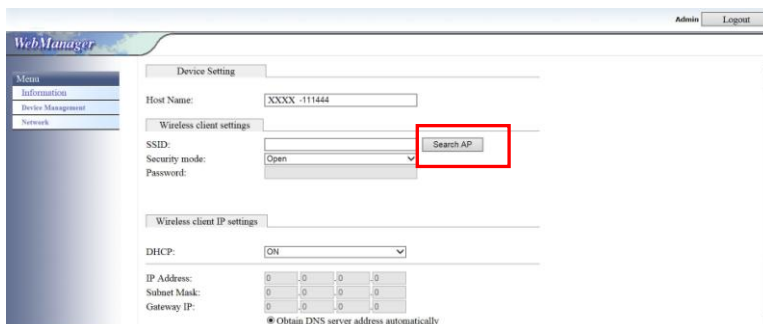 Admin Logout
WebManager
Device Setting
Menu
Information
Host Name: XXXX -111444
Device Management
Network
Wireless client settings
SSID: Search AP
Security mode: Open
Password:
Wireless client IP settings
DHCP: ON
IP Address: 0 .0 .0 .0
Subnet Mask: 0 .0 .0 .0
Gateway IP: 0 .0 .0 .0
Obtain DNS server address automatically